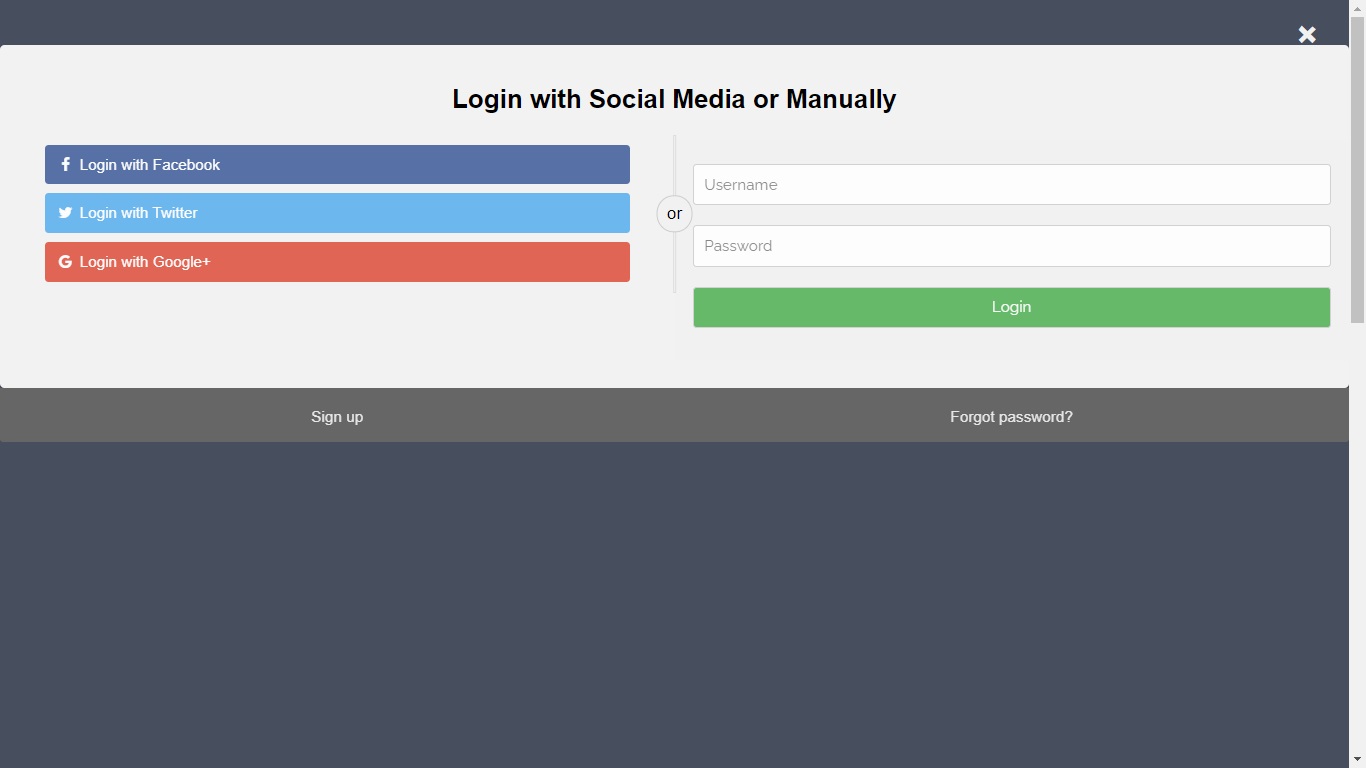 Login with Social Media or Manually
Login with Facebook
Login with Twitter
Login with Google+
or
Username
Password
Login
Sign up
Forgot password?